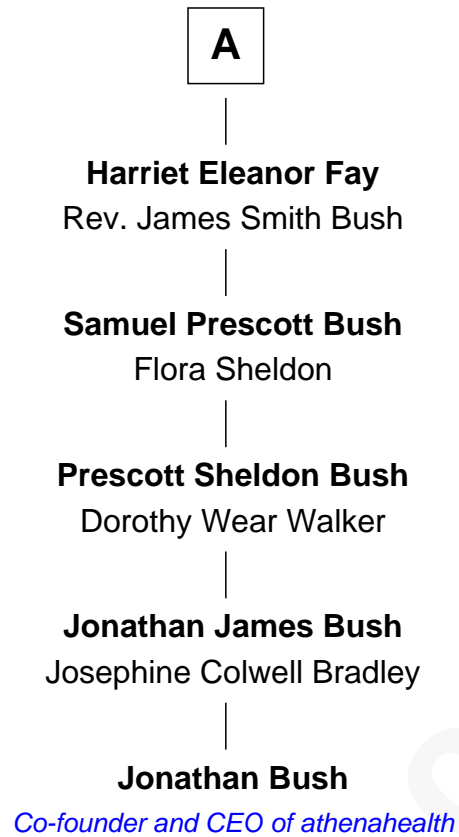 A
Harriet Eleanor Fay
Rev. James Smith Bush
Samuel Prescott Bush
Flora Sheldon
Prescott Sheldon Bush
Dorothy Wear Walker
Jonathan James Bush
Josephine Colwell Bradley
Jonathan Bush
Co-founder and CEO of athenahealth